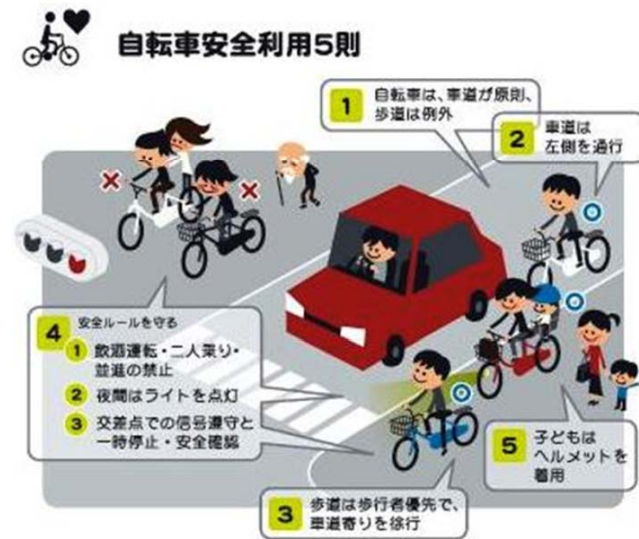 自転車安全利用5則
1 自転車は、車道が原則、
歩道は例外
2 車道は
左側を通行
4 安全ルールを守る
1 飲酒運転・二人乗り・
並進の禁止
2 夜間はライトを点灯
3 交差点での信号遵守と
一時停止・安全確認
5 子どもは
ヘルメットを
着用
3 歩道は歩行者優先で、
車道寄りを徐行